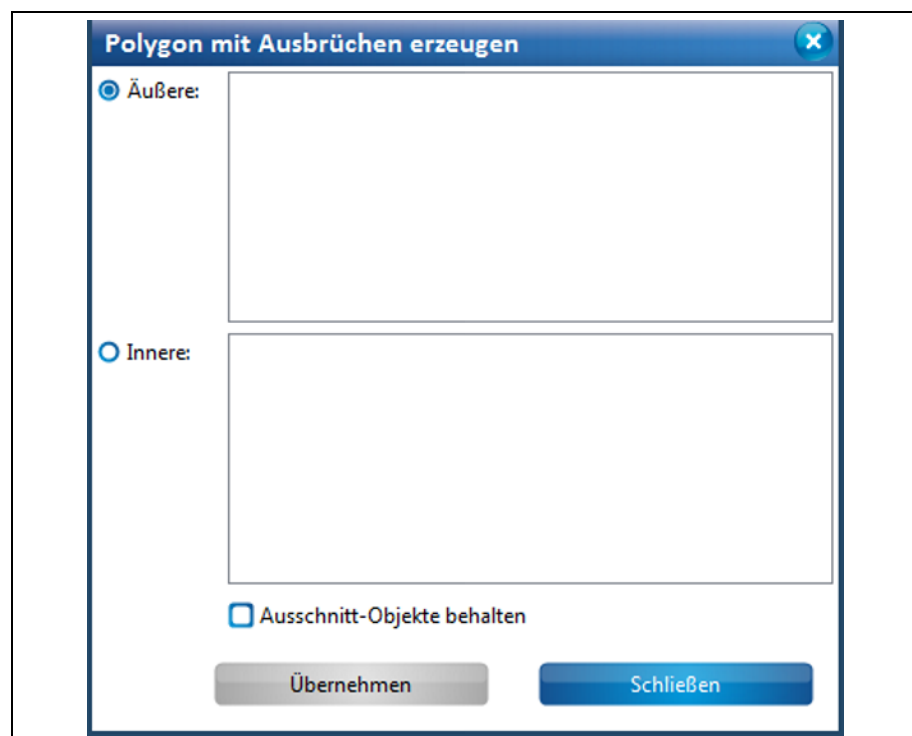 Polygon mit Ausbrüchen erzeugen
Äußere:
Innere:
Ausschnitt-Objekte behalten
Übernehmen
Schließen